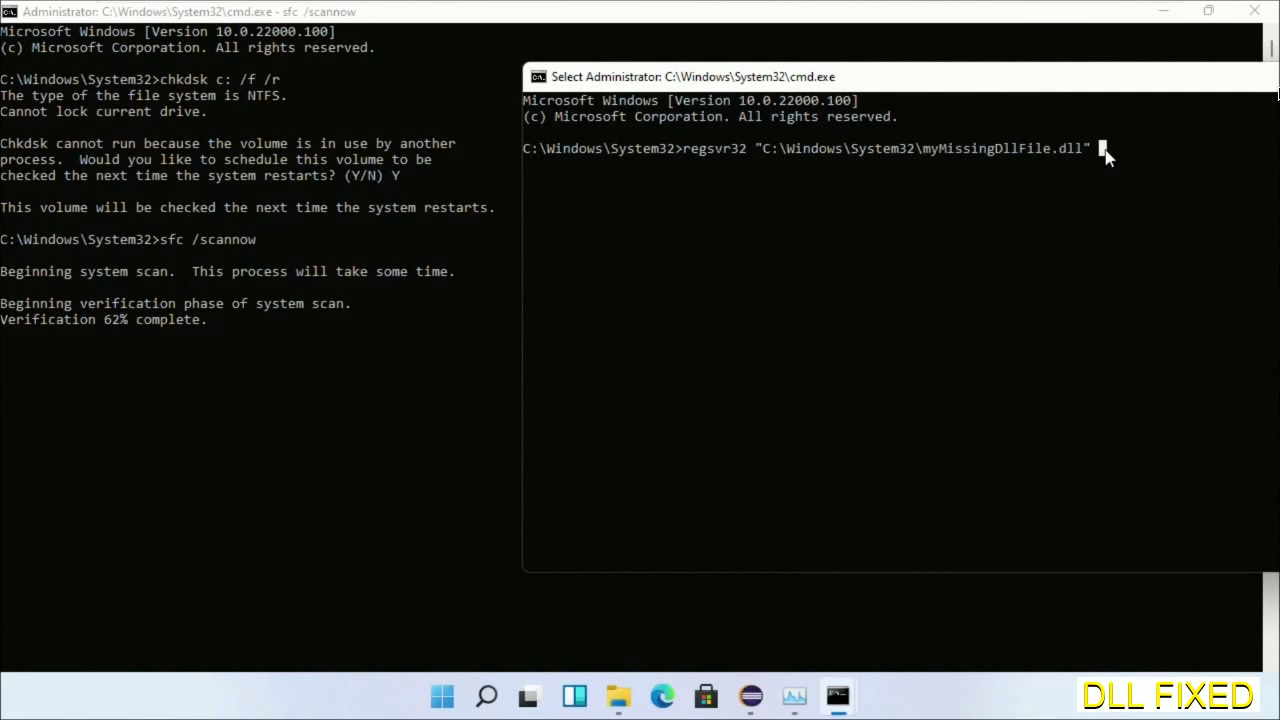 Administrator: C:\Windows\System32\cmd.exe - sfc /scannow
Microsoft Windows [Version 10.0.22000.100]
(c) Microsoft Corporation. All rights reserved.
C:\Windows\System32>chkdsk c: /f /r
The type of the file system is NTFS.
Cannot lock current drive.
Chkdsk cannot run because the volume is in use by another
process.  Would you like to schedule this volume to be
checked the next time the system restarts? (Y/N) Y
This volume will be checked the next time the system restarts.
C:\Windows\System32>sfc /scannow
Beginning system scan.  This process will take some time.
Beginning verification phase of system scan.
Verification 62% complete.
Select Administrator: C:\Windows\System32\cmd.exe
Microsoft Windows [Version 10.0.22000.100]
(c) Microsoft Corporation. All rights reserved.
C:\Windows\System32>regsvr32 "C:\Windows\System32\myMissingDllFile.dll"
DLL FIXED